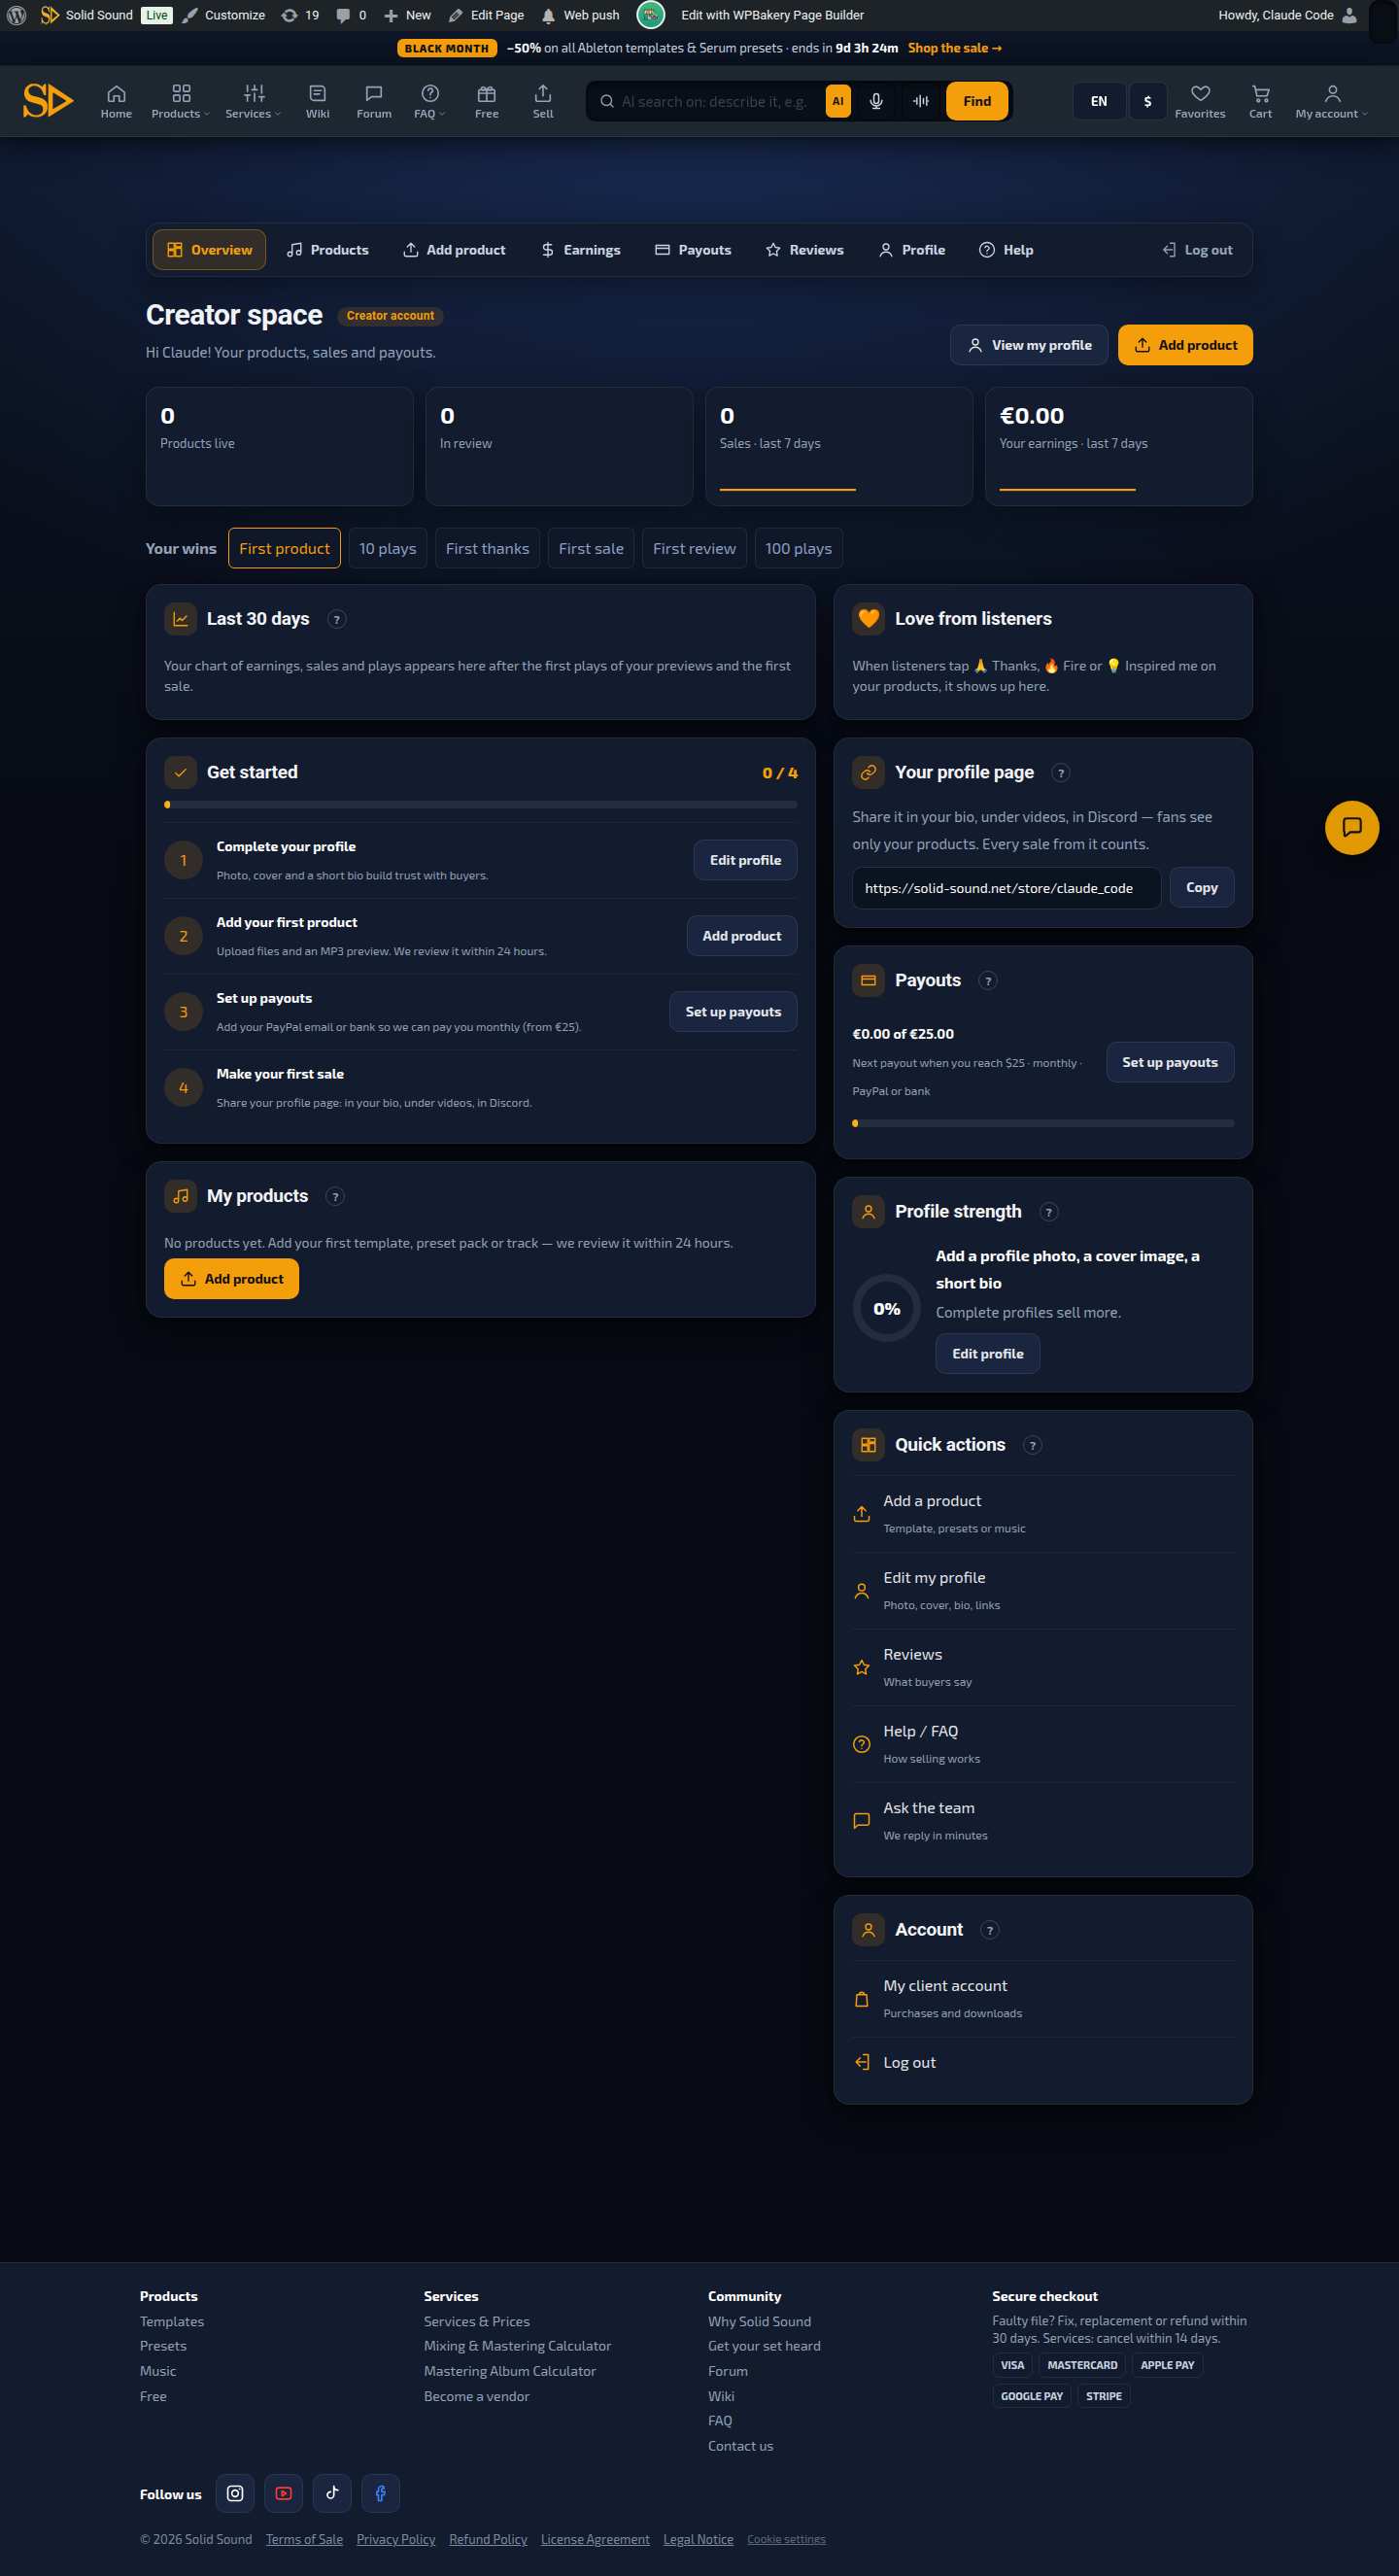 Solid Sound Live Customize 19 0 New Edit Page Web push Edit with WPBakery Page Builder Howdy, Claude Code
BLACK MONTH −50% on all Ableton templates & Serum presets · ends in 9d 3h 24m Shop the sale →
Home Products Services Wiki Forum FAQ Free Sell AI search on: describe it, e.g. AI Find EN $ Favorites Cart My account
Overview Products Add product Earnings Payouts Reviews Profile Help Log out
Creator space Creator account
Hi Claude! Your products, sales and payouts.
View my profile Add product
0
Products live
0
In review
0
Sales · last 7 days
€0.00
Your earnings · last 7 days
Your wins First product 10 plays First thanks First sale First review 100 plays
Last 30 days ?
Your chart of earnings, sales and plays appears here after the first plays of your previews and the first
sale.
Love from listeners
When listeners tap 🙏 Thanks, 🔥 Fire or 💡 Inspired me on
your products, it shows up here.
Get started 0 / 4
1 Complete your profile
Photo, cover and a short bio build trust with buyers.
Edit profile
2 Add your first product
Upload files and an MP3 preview. We review it within 24 hours.
Add product
3 Set up payouts
Add your PayPal email or bank so we can pay you monthly (from €25).
Set up payouts
4 Make your first sale
Share your profile page: in your bio, under videos, in Discord.
My products ?
No products yet. Add your first template, preset pack or track — we review it within 24 hours.
Add product
Your profile page ?
Share it in your bio, under videos, in Discord — fans see
only your products. Every sale from it counts.
https://solid-sound.net/store/claude_code Copy
Payouts ?
€0.00 of €25.00
Next payout when you reach $25 · monthly ·
PayPal or bank
Set up payouts
Profile strength ?
0%
Add a profile photo, a cover image, a
short bio
Complete profiles sell more.
Edit profile
Quick actions ?
Add a product
Template, presets or music
Edit my profile
Photo, cover, bio, links
Reviews
What buyers say
Help / FAQ
How selling works
Ask the team
We reply in minutes
Account ?
My client account
Purchases and downloads
Log out
Products
Templates
Presets
Music
Free
Services
Services & Prices
Mixing & Mastering Calculator
Mastering Album Calculator
Become a vendor
Community
Why Solid Sound
Get your set heard
Forum
Wiki
FAQ
Contact us
Secure checkout
Faulty file? Fix, replacement or refund within
30 days. Services: cancel within 14 days.
VISA MASTERCARD APPLE PAY
GOOGLE PAY STRIPE
Follow us
© 2026 Solid Sound Terms of Sale Privacy Policy Refund Policy License Agreement Legal Notice Cookie settings